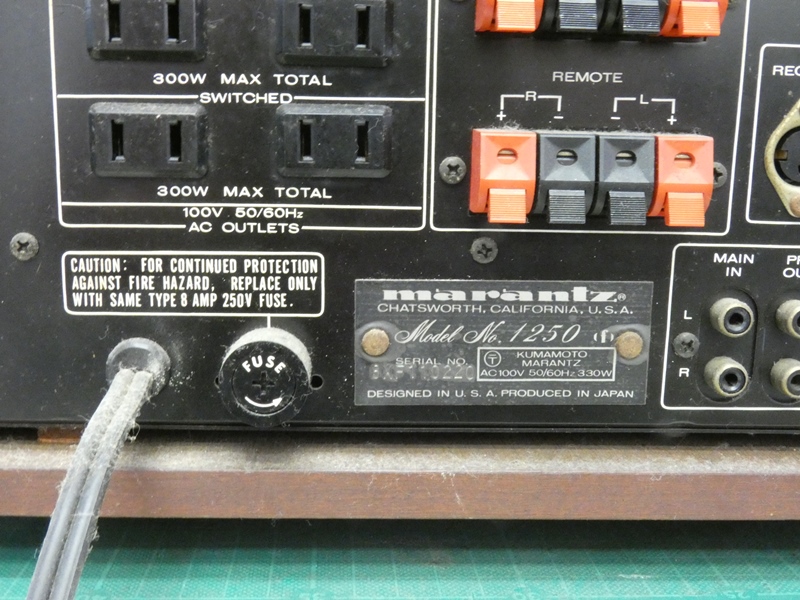 300W MAX TOTAL
SWITCHED
300W MAX TOTAL
100V 50/60Hz
AC OUTLETS
REMOTE
R L
+ - - +
REC
CAUTION: FOR CONTINUED PROTECTION
AGAINST FIRE HAZARD, REPLACE ONLY
WITH SAME TYPE 8 AMP 250V FUSE.
FUSE
marantz®
CHATSWORTH, CALIFORNIA, U.S.A.
Model No. 1250 (f)
SERIAL NO.
T KUMAMOTO
MARANTZ
AC100V 50/60Hz 330W
DESIGNED IN U.S.A. PRODUCED IN JAPAN
MAIN
IN
L
R